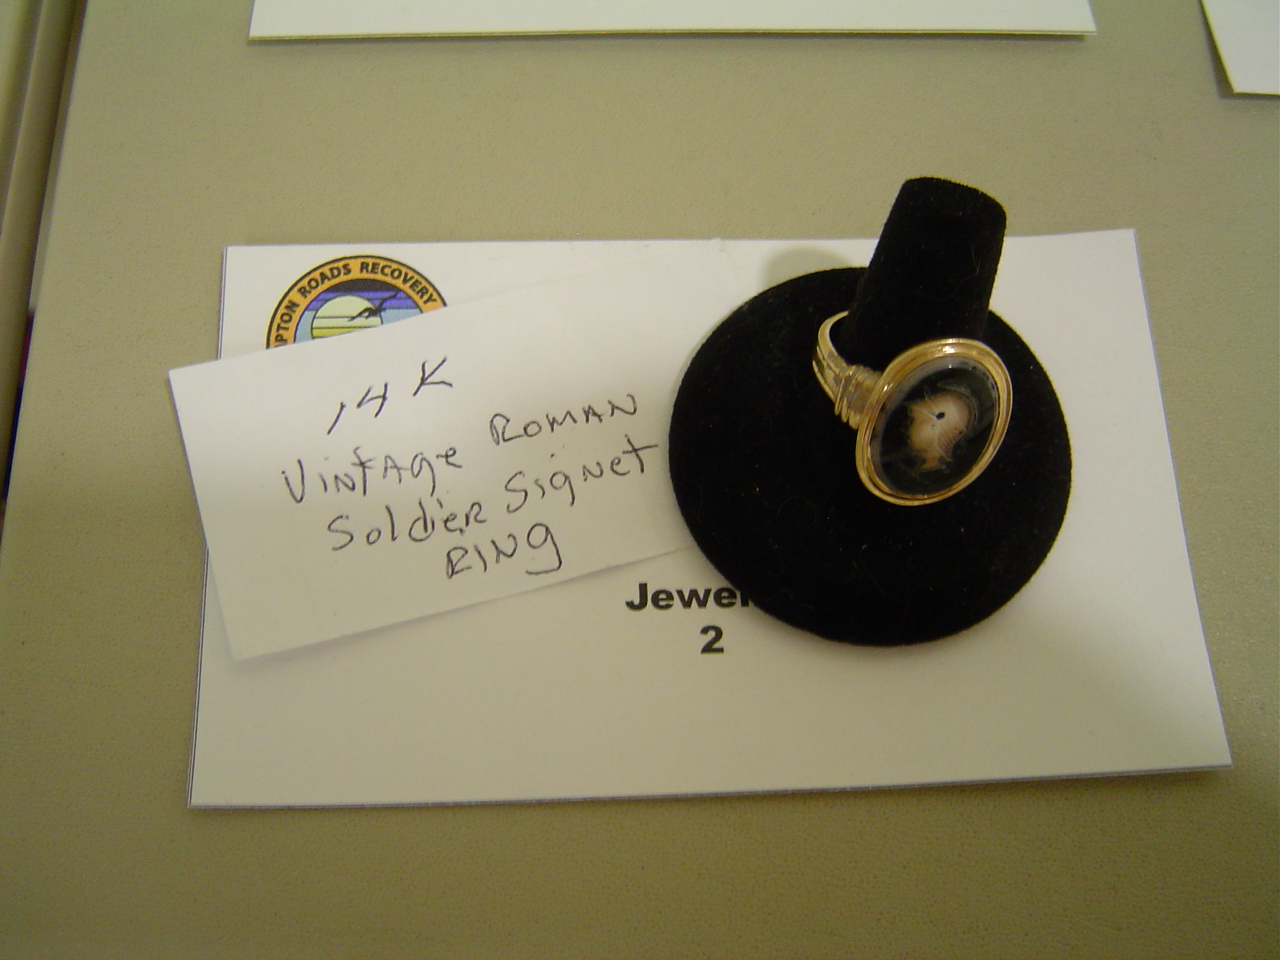 PTON ROADS RECOVERY
14 K
Vintage Roman
Soldier Signet
Ring
Jewel
2